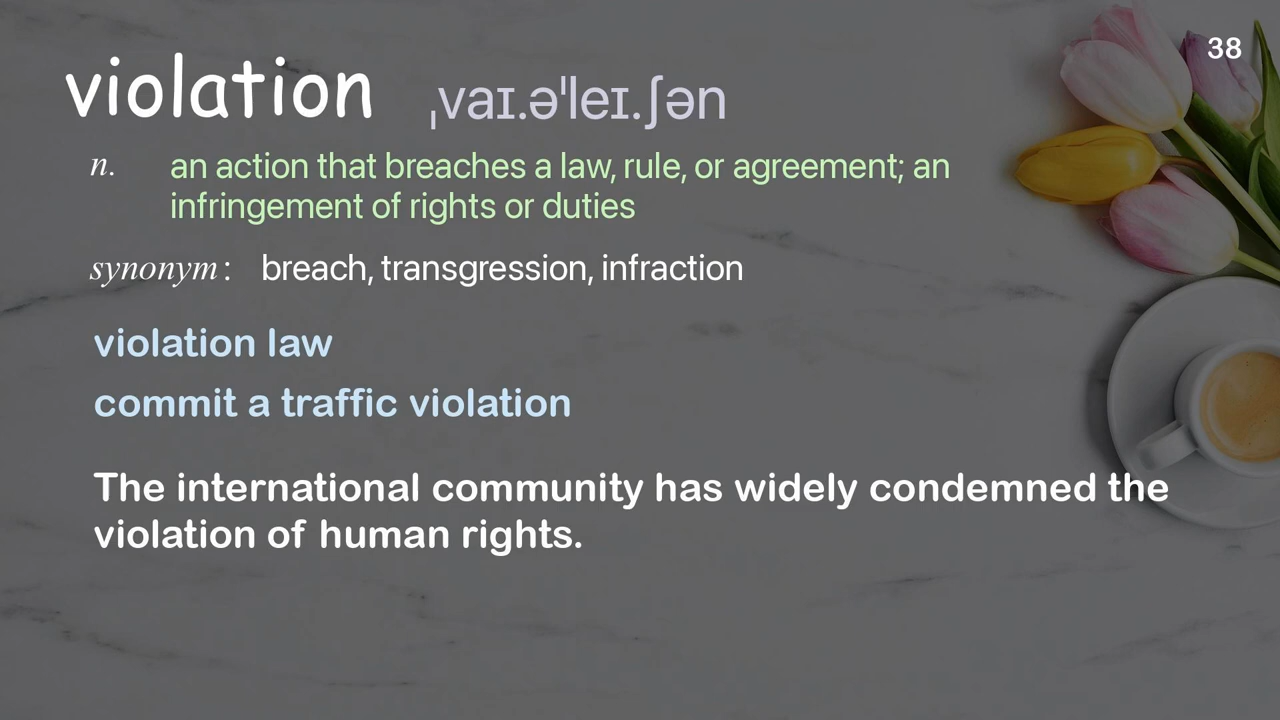 38
violation ˌvaɪ.əˈleɪ.ʃən
n. an action that breaches a law, rule, or agreement; an
infringement of rights or duties
synonym: breach, transgression, infraction
violation law
commit a traffic violation
The international community has widely condemned the
violation of human rights.